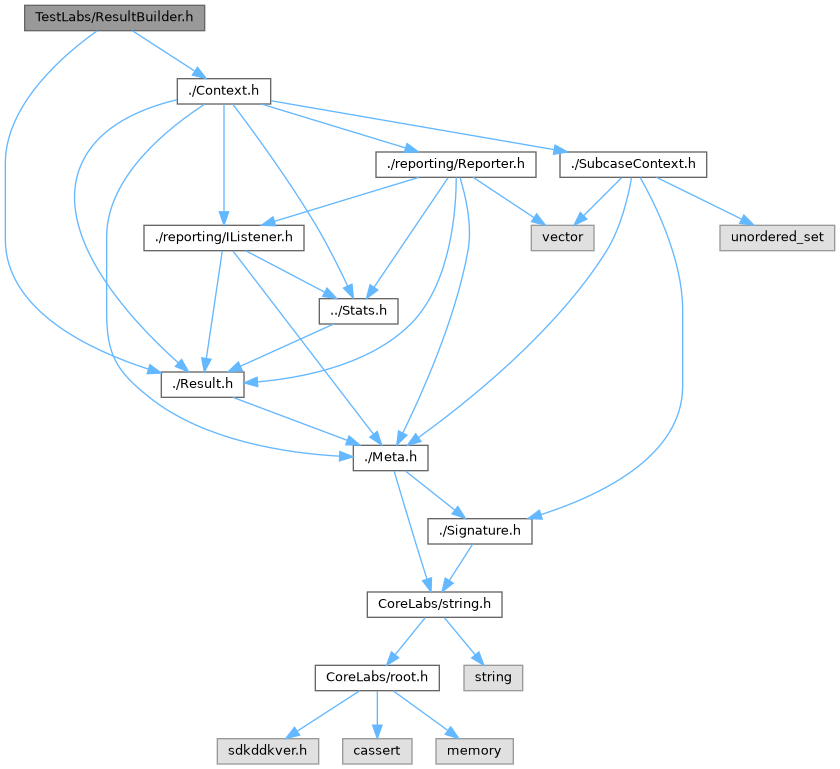 TestLabs/ResultBuilder.h
./Context.h
./reporting/Reporter.h
./SubcaseContext.h
./reporting/IListener.h
vector
unordered_set
../Stats.h
./Result.h
./Meta.h
./Signature.h
CoreLabs/string.h
CoreLabs/root.h
string
sdkddkver.h
cassert
memory